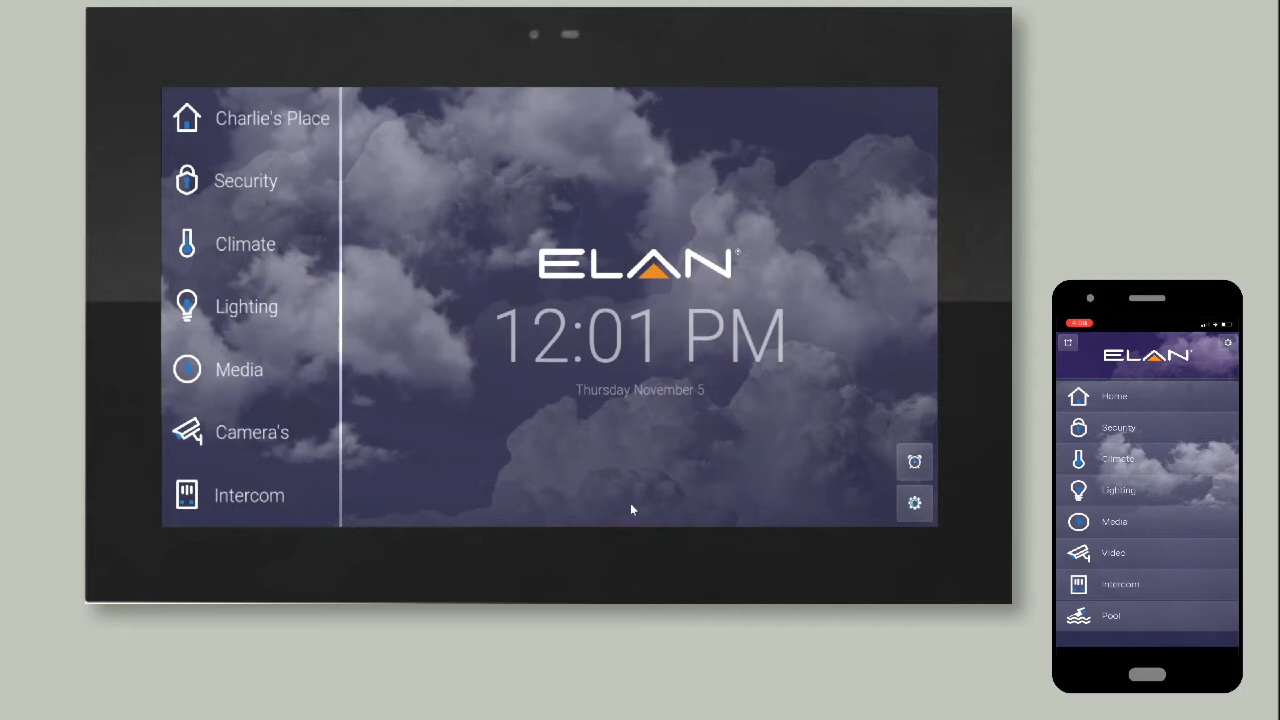 Charlie's Place
Security
Climate
Lighting
Media
Camera's
Intercom
ELAN®
12:01 PM
Thursday November 5
ELAN
Home
Security
Climate
Lighting
Media
Video
Intercom
Pool